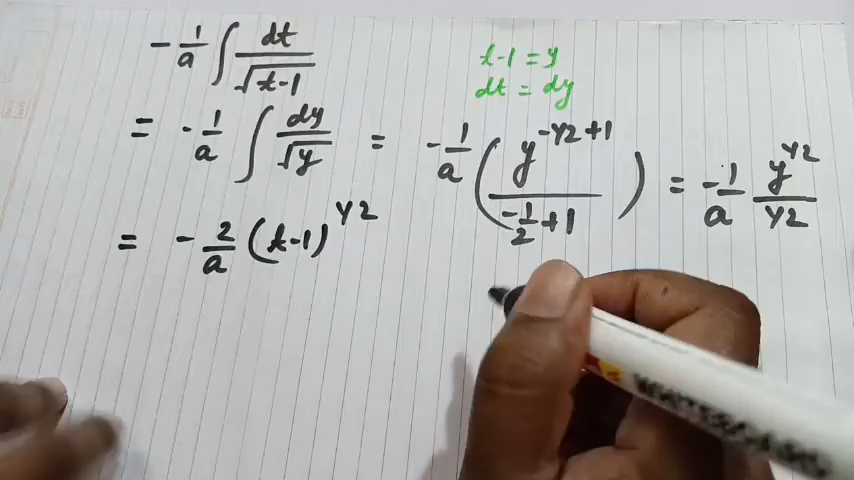 -1/a ∫ dt/√(t-1)
t-1 = y
dt = dy
= -1/a ∫ dy/√y = -1/a (y^(-1/2+1) / (-1/2+1)) = -1/a y^(1/2)/(1/2)
= -2/a (t-1)^(1/2)